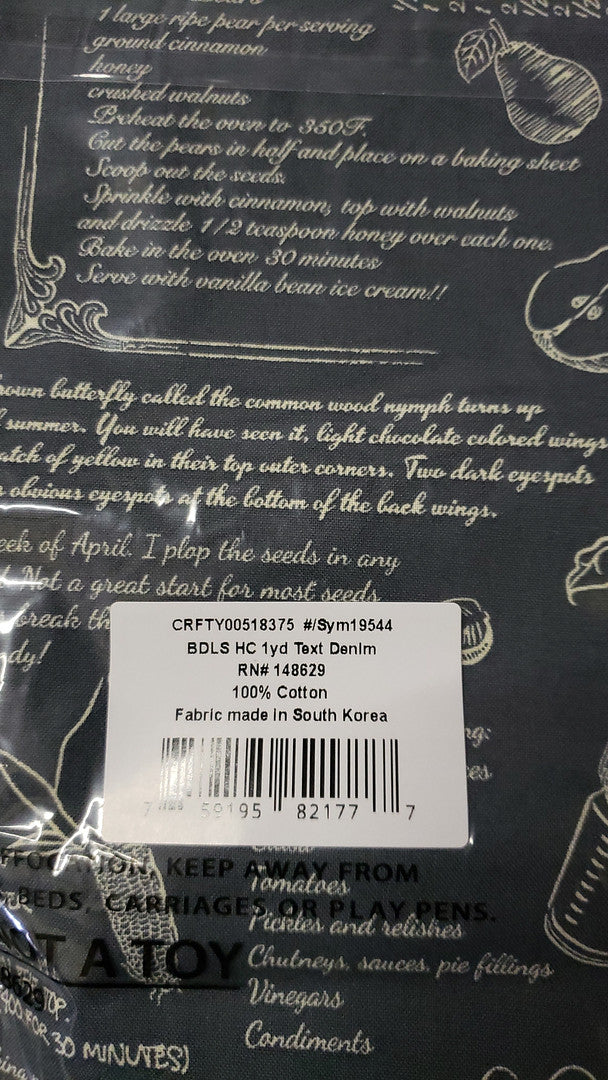 1 large ripe pear per serving
ground cinnamon
honey
crushed walnuts
Preheat the oven to 350F.
Cut the pears in half and place on a baking sheet
Scoop out the seeds.
Sprinkle with cinnamon, top with walnuts
and drizzle 1/2 teaspoon honey over each one.
Bake in the oven 30 minutes
Serve with vanilla bean ice cream!!
butterfly called the common wood nymph turns up
summer. You will have seen it, light chocolate colored wings
of yellow in their top outer corners. Two dark eyespots
obvious eyespots at the bottom of the back wings.
of April. I plop the seeds in any
Not a great start for most seeds
break
CRFTY00518375 #/Sym19544
BDLS HC 1yd Text Denim
RN# 148629
100% Cotton
Fabric made in South Korea
7 59195 82177 7
KEEP AWAY FROM
BEDS, CARRIAGES OR PLAY PENS.
A TOY
Tomatoes
Pickles and relishes
Chutneys, sauces, pie fillings
Vinegars
Condiments
FOR 30 MINUTES)